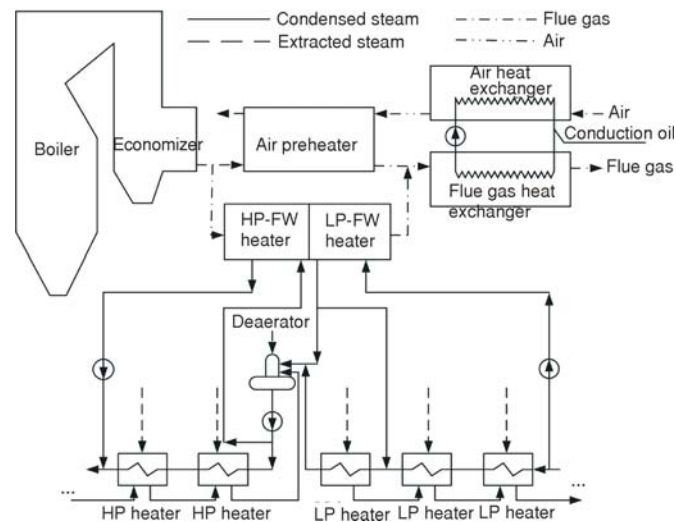 Condensed steam
Flue gas
Extracted steam
Air
Air heat
exchanger
Air
Conduction oil
Boiler
Economizer
Air preheater
Flue gas
Flue gas heat
exchanger
HP-FW
heater
LP-FW
heater
Deaerator
...
...
HP heater
HP heater
LP heater
LP heater
LP heater